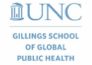 UNC
GILLINGS SCHOOL
OF GLOBAL
PUBLIC HEALTH